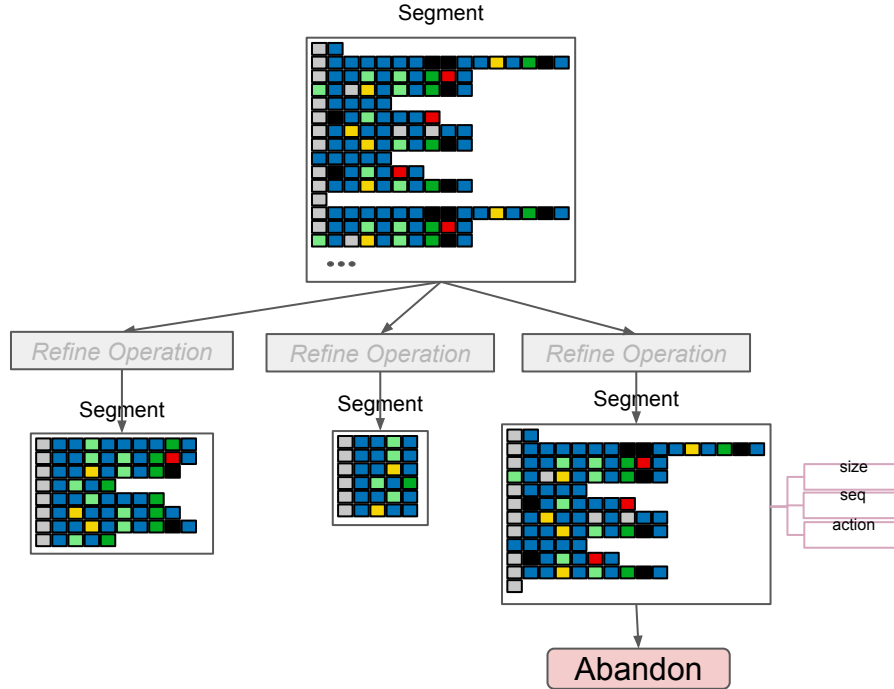 Segment
Refine Operation
Refine Operation
Refine Operation
Segment
Segment
Segment
size
seq
action
Abandon